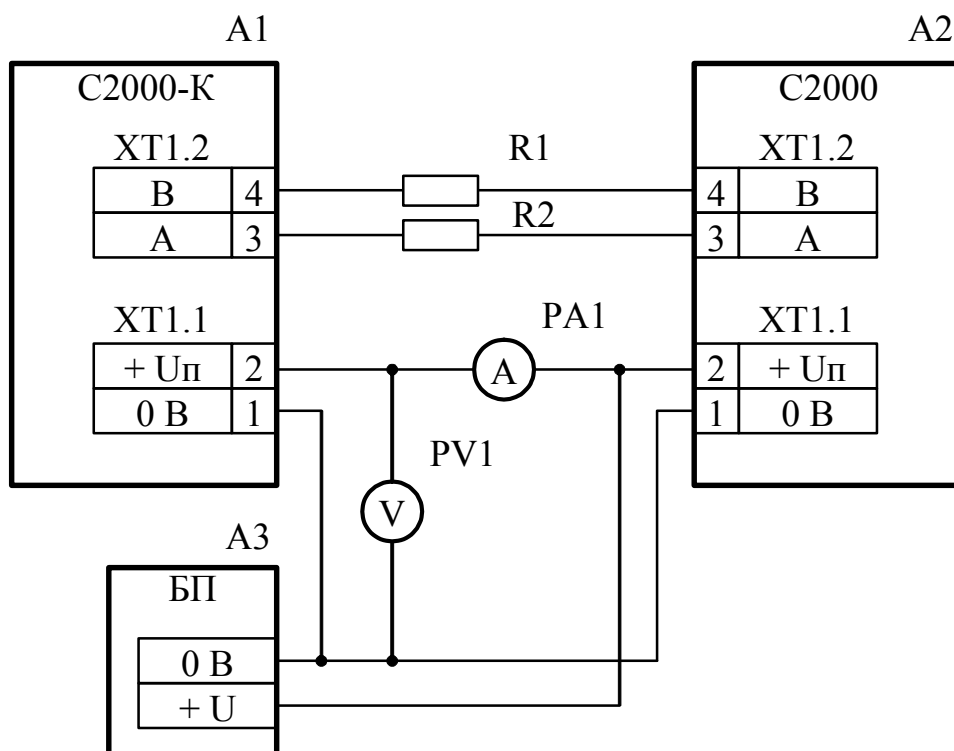 A1
A2
С2000-К
С2000
XT1.2
R1
XT1.2
B 4
4 B
A 3
R2
3 A
XT1.1
PA1
XT1.1
+ Uп 2
A
2 + Uп
0 В 1
1 0 В
PV1
V
A3
БП
0 В
+ U